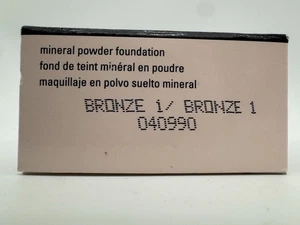 mineral powder foundation
fond de teint minéral en poudre
maquillaje en polvo suelto mineral
BRONZE 1/ BRONZE 1
040990